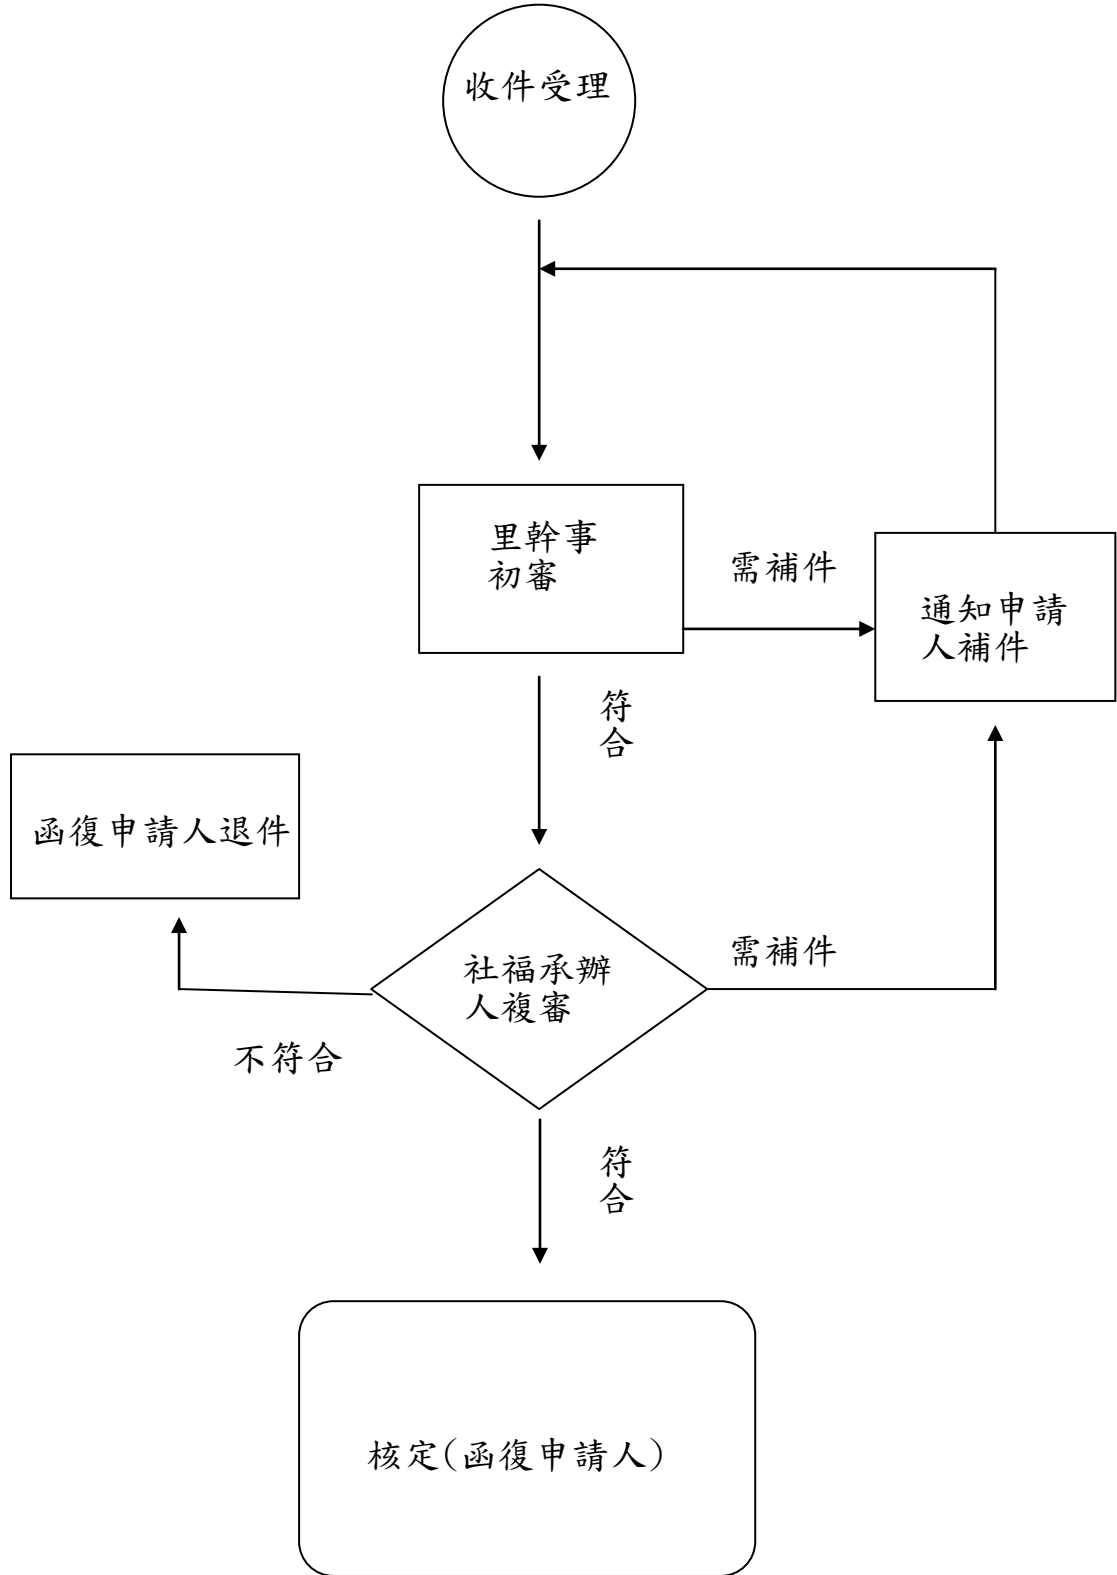 收件受理
里幹事
初審
需補件
通知申請
人補件
符
合
函復申請人退件
社福承辦
人複審
需補件
不符合
符
合
核定(函復申請人)